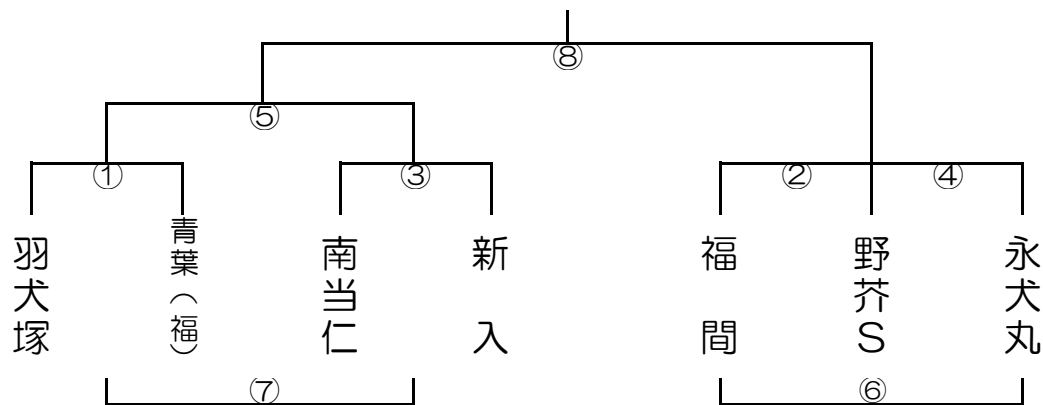 ⑧
⑤
① ③ ② ④
羽犬塚
青葉（福）
南当仁
新入
福間
野芥S
永犬丸
⑦ ⑥